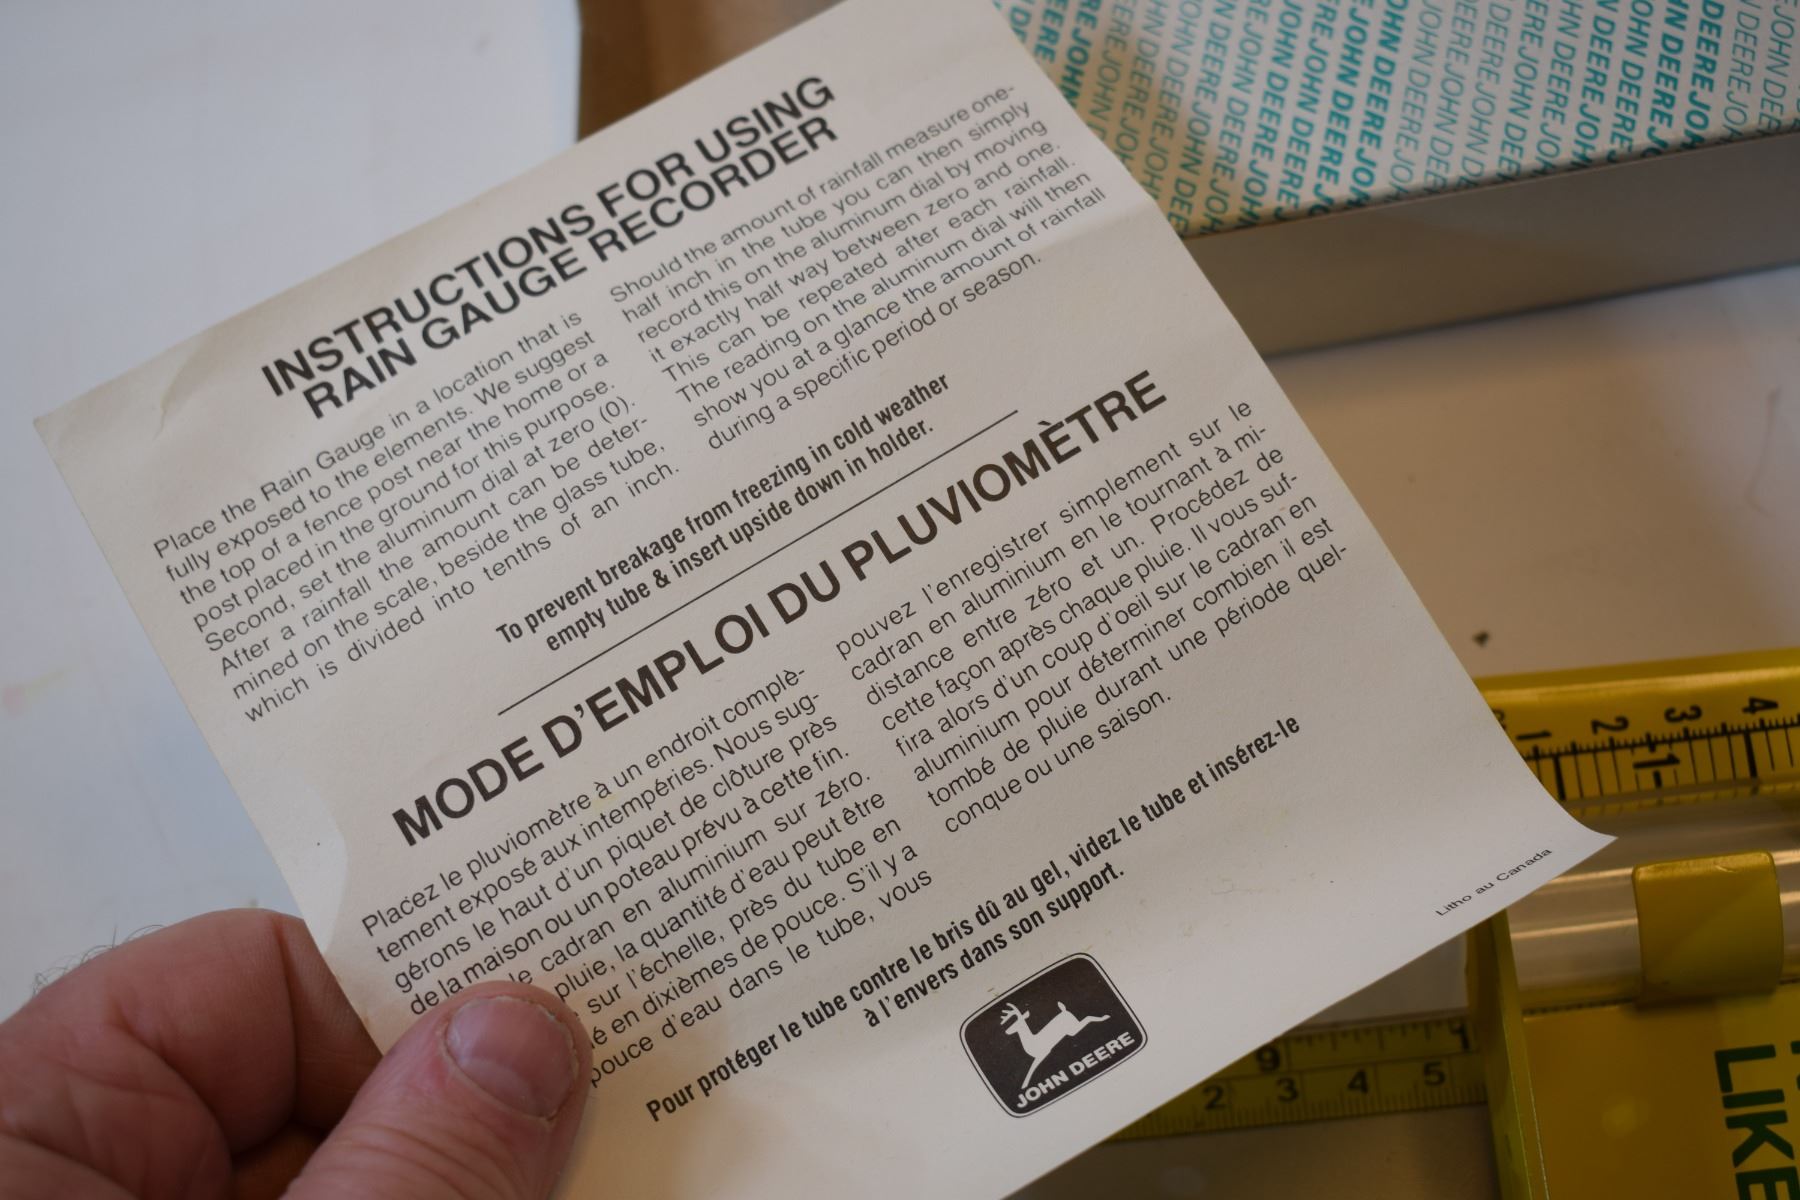 INSTRUCTIONS FOR USING
RAIN GAUGE RECORDER
Place the Rain Gauge in a location that is
fully exposed to the elements. We suggest
the top of a fence post near the home or a
post placed in the ground for this purpose.
Second, set the aluminum dial at zero (0).
After a rainfall the amount can be deter-
mined on the scale, beside the glass tube,
which is divided into tenths of an inch.
Should the amount of rainfall measure one-
half inch in the tube you can then simply
record this on the aluminum dial by moving
it exactly half way between zero and one.
This can be repeated after each rainfall.
The reading on the aluminum dial will then
show you at a glance the amount of rainfall
during a specific period or season.
To prevent breakage from freezing in cold weather
empty tube & insert upside down in holder.
MODE D'EMPLOI DU PLUVIOMÈTRE
Placez le pluviomètre à un endroit complè-
tement exposé aux intempéries. Nous sug-
gérons le haut d'un piquet de clôture près
de la maison ou un poteau prévu à cette fin.
le cadran en aluminium sur zéro.
pluie, la quantité d'eau peut être
sur l'échelle, près du tube en
é en dixièmes de pouce. S'il y a
pouce d'eau dans le tube, vous
pouvez l'enregistrer simplement sur le
cadran en aluminium en le tournant à mi-
distance entre zéro et un. Procédez de
cette façon après chaque pluie. Il vous suf-
fira alors d'un coup d'oeil sur le cadran en
aluminium pour déterminer combien il est
tombé de pluie durant une période quel-
conque ou une saison.
Pour protéger le tube contre le bris dû au gel, videz le tube et insérez-le
à l'envers dans son support.
JOHN DEERE
Litho au Canada
JOHN DEERE JOHN DEERE JOHN DEERE
1 2 3 4
1
9 1
2 3 4 5
LIKE